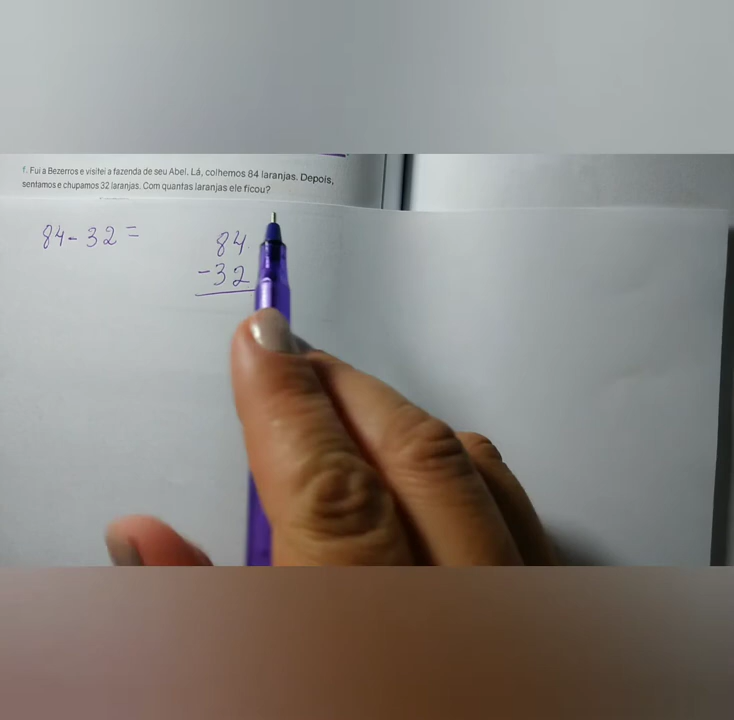 f. Fui a Bezerros e visitei a fazenda de seu Abel. Lá, colhemos 84 laranjas. Depois,
sentamos e chupamos 32 laranjas. Com quantas laranjas ele ficou?
84 - 32 =
84
- 32